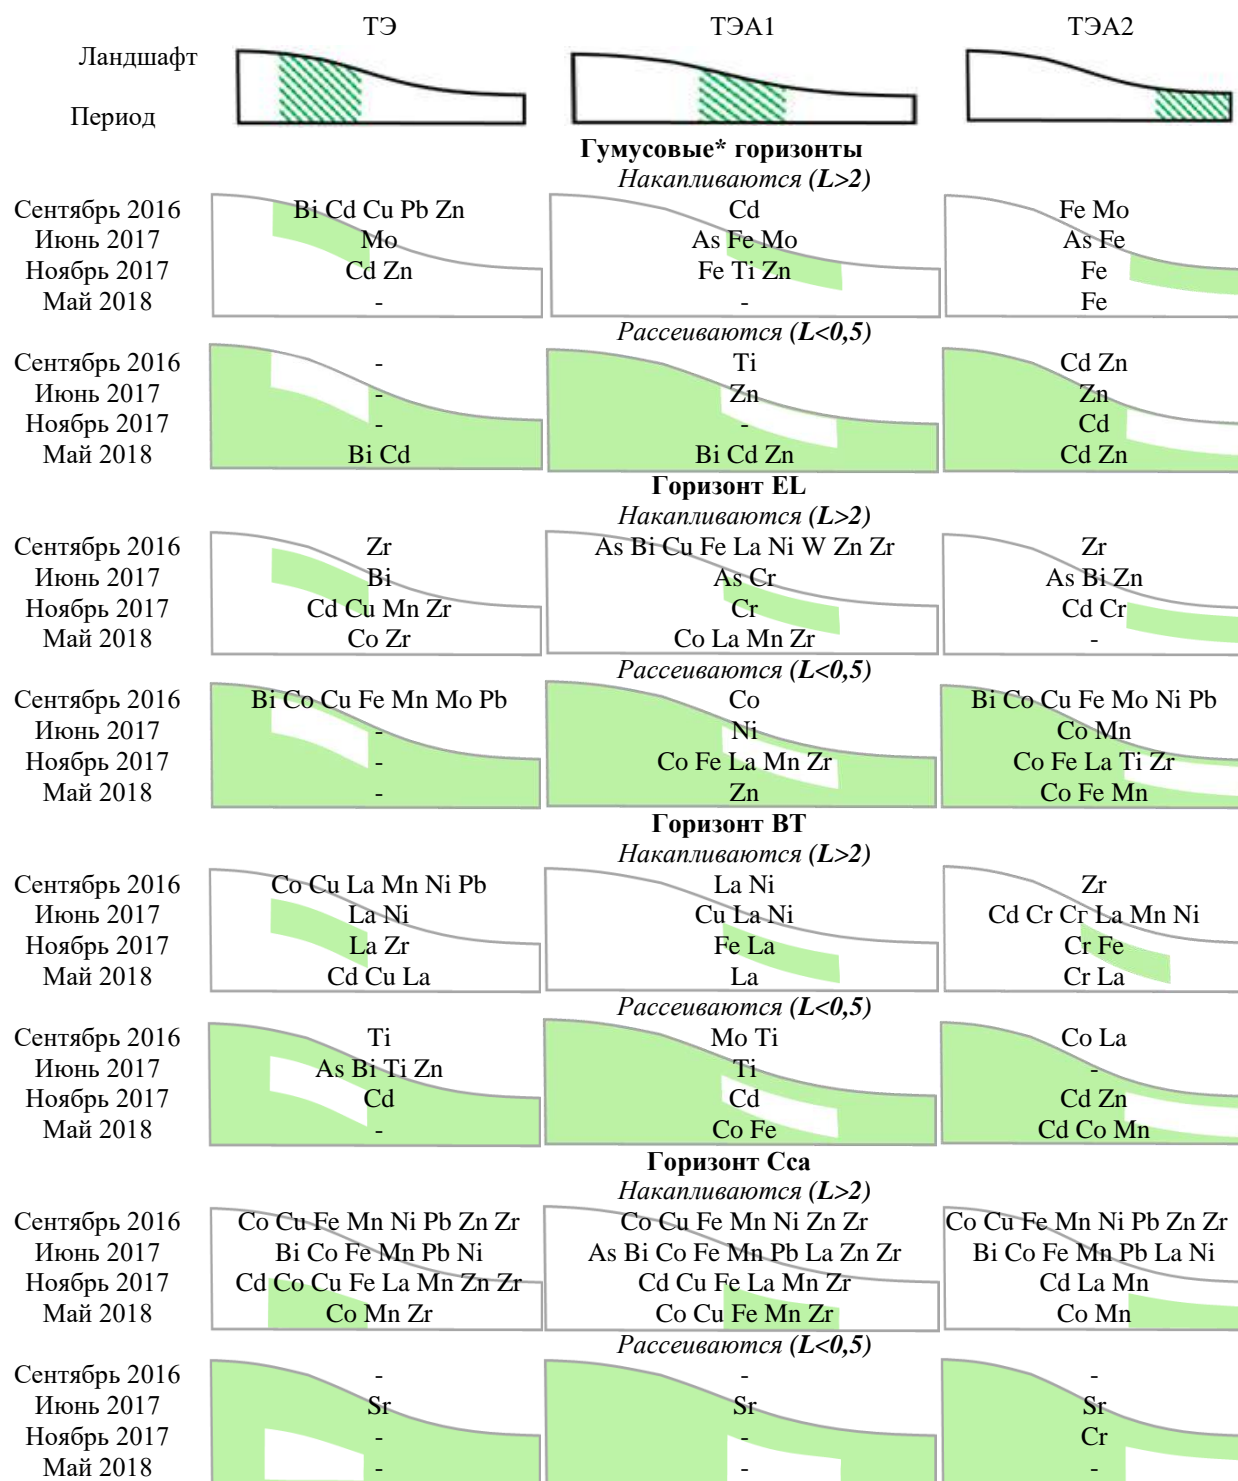 ТЭ ТЭА1 ТЭА2
Ландшафт
Период
Гумусовые* горизонты
Накапливаются (L>2)
Сентябрь 2016 Bi Cd Cu Pb Zn Cd Fe Mo
Июнь 2017 Mo As Fe Mo As Fe
Ноябрь 2017 Cd Zn Fe Ti Zn Fe
Май 2018 - - Fe
Рассеиваются (L<0,5)
Сентябрь 2016 - Ti Cd Zn
Июнь 2017 - Zn Zn
Ноябрь 2017 - - Cd
Май 2018 Bi Cd Bi Cd Zn Cd Zn
Горизонт EL
Накапливаются (L>2)
Сентябрь 2016 Zr As Bi Cu Fe La Ni W Zn Zr Zr
Июнь 2017 Bi As Cr As Bi Zn
Ноябрь 2017 Cd Cu Mn Zr Cr Cd Cr
Май 2018 Co Zr Co La Mn Zr -
Рассеиваются (L<0,5)
Сентябрь 2016 Bi Co Cu Fe Mn Mo Pb Co Bi Co Cu Fe Mo Ni Pb
Июнь 2017 - Ni Co Mn
Ноябрь 2017 - Co Fe La Mn Zr Co Fe La Ti Zr
Май 2018 - Zn Co Fe Mn
Горизонт BT
Накапливаются (L>2)
Сентябрь 2016 Co Cu La Mn Ni Pb La Ni Zr
Июнь 2017 La Ni Cu La Ni Cd Cr Cr La Mn Ni
Ноябрь 2017 La Zr Fe La Cr Fe
Май 2018 Cd Cu La La Cr La
Рассеиваются (L<0,5)
Сентябрь 2016 Ti Mo Ti Co La
Июнь 2017 As Bi Ti Zn Ti -
Ноябрь 2017 Cd Cd Cd Zn
Май 2018 - Co Fe Cd Co Mn
Горизонт Cca
Накапливаются (L>2)
Сентябрь 2016 Co Cu Fe Mn Ni Pb Zn Zr Co Cu Fe Mn Ni Zn Zr Co Cu Fe Mn Ni Pb Zn Zr
Июнь 2017 Bi Co Fe Mn Pb Ni As Bi Co Fe Mn Pb La Zn Zr Bi Co Fe Mn Pb La Ni
Ноябрь 2017 Cd Co Cu Fe La Mn Zn Zr Cd Cu Fe La Mn Zr Cd La Mn
Май 2018 Co Mn Zr Co Cu Fe Mn Zr Co Mn
Рассеиваются (L<0,5)
Сентябрь 2016 - - -
Июнь 2017 Sr Sr Sr
Ноябрь 2017 - - Cr
Май 2018 - - -